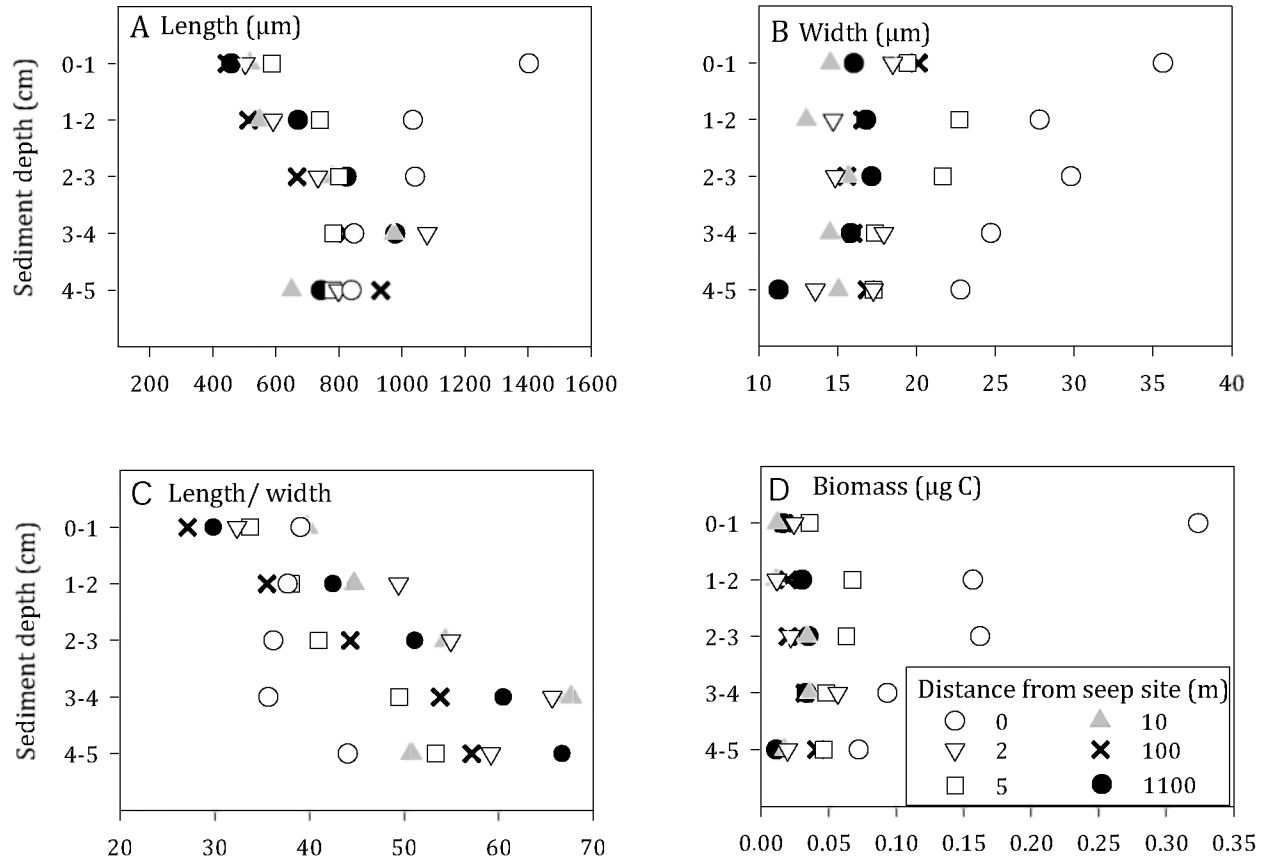 A Length (µm)
Sediment depth (cm)
0-1
1-2
2-3
3-4
4-5
200 400 600 800 1000 1200 1400 1600
B Width (µm)
0-1
1-2
2-3
3-4
4-5
10 15 20 25 30 35 40
C Length/ width
Sediment depth (cm)
0-1
1-2
2-3
3-4
4-5
20 30 40 50 60 70
D Biomass (µg C)
0-1
1-2
2-3
3-4
4-5
Distance from seep site (m)
0 10
2 100
5 1100
0.00 0.05 0.10 0.15 0.20 0.25 0.30 0.35